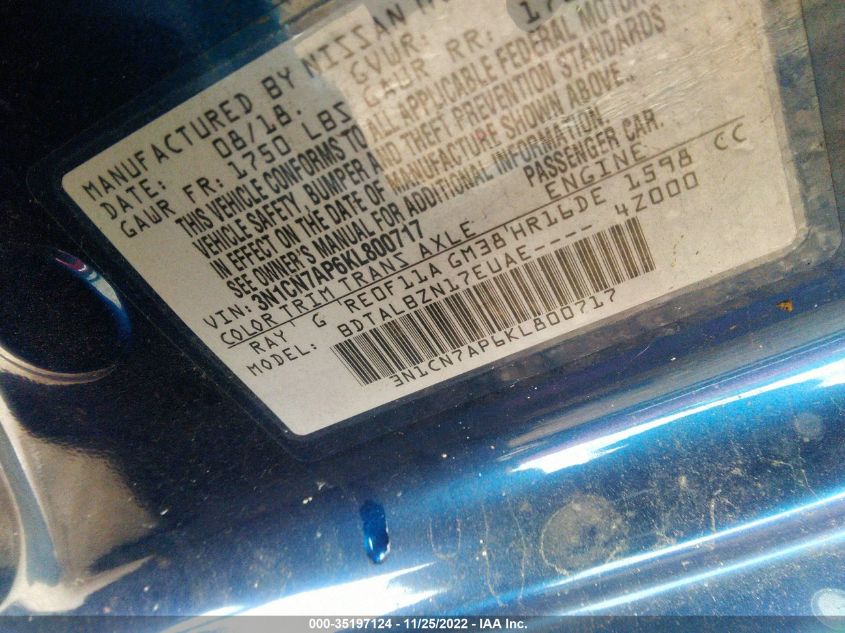 MANUFACTURED BY NISSAN
DATE: 08/18 GVUR:
GAUR FR: 1750 LBS GAUR RR:
THIS VEHICLE CONFORMS TO ALL APPLICABLE FEDERAL MOTOR
VEHICLE SAFETY, BUMPER AND THEFT PREVENTION STANDARDS
IN EFFECT ON THE DATE OF MANUFACTURE SHOWN ABOVE.
SEE OWNER'S MANUAL FOR ADDITIONAL INFORMATION
VIN: 3N1CN7AP6KL800717 PASSENGER CAR.
COLOR TRIM TRANS AXLE ENGINE
RAY G RE0F11A GM38 HR16DE 1598 CC
MODEL: BDTALBZN17EUAE---- 4Z000
3N1CN7AP6KL800717
000-35197124 - 11/25/2022 - IAA Inc.